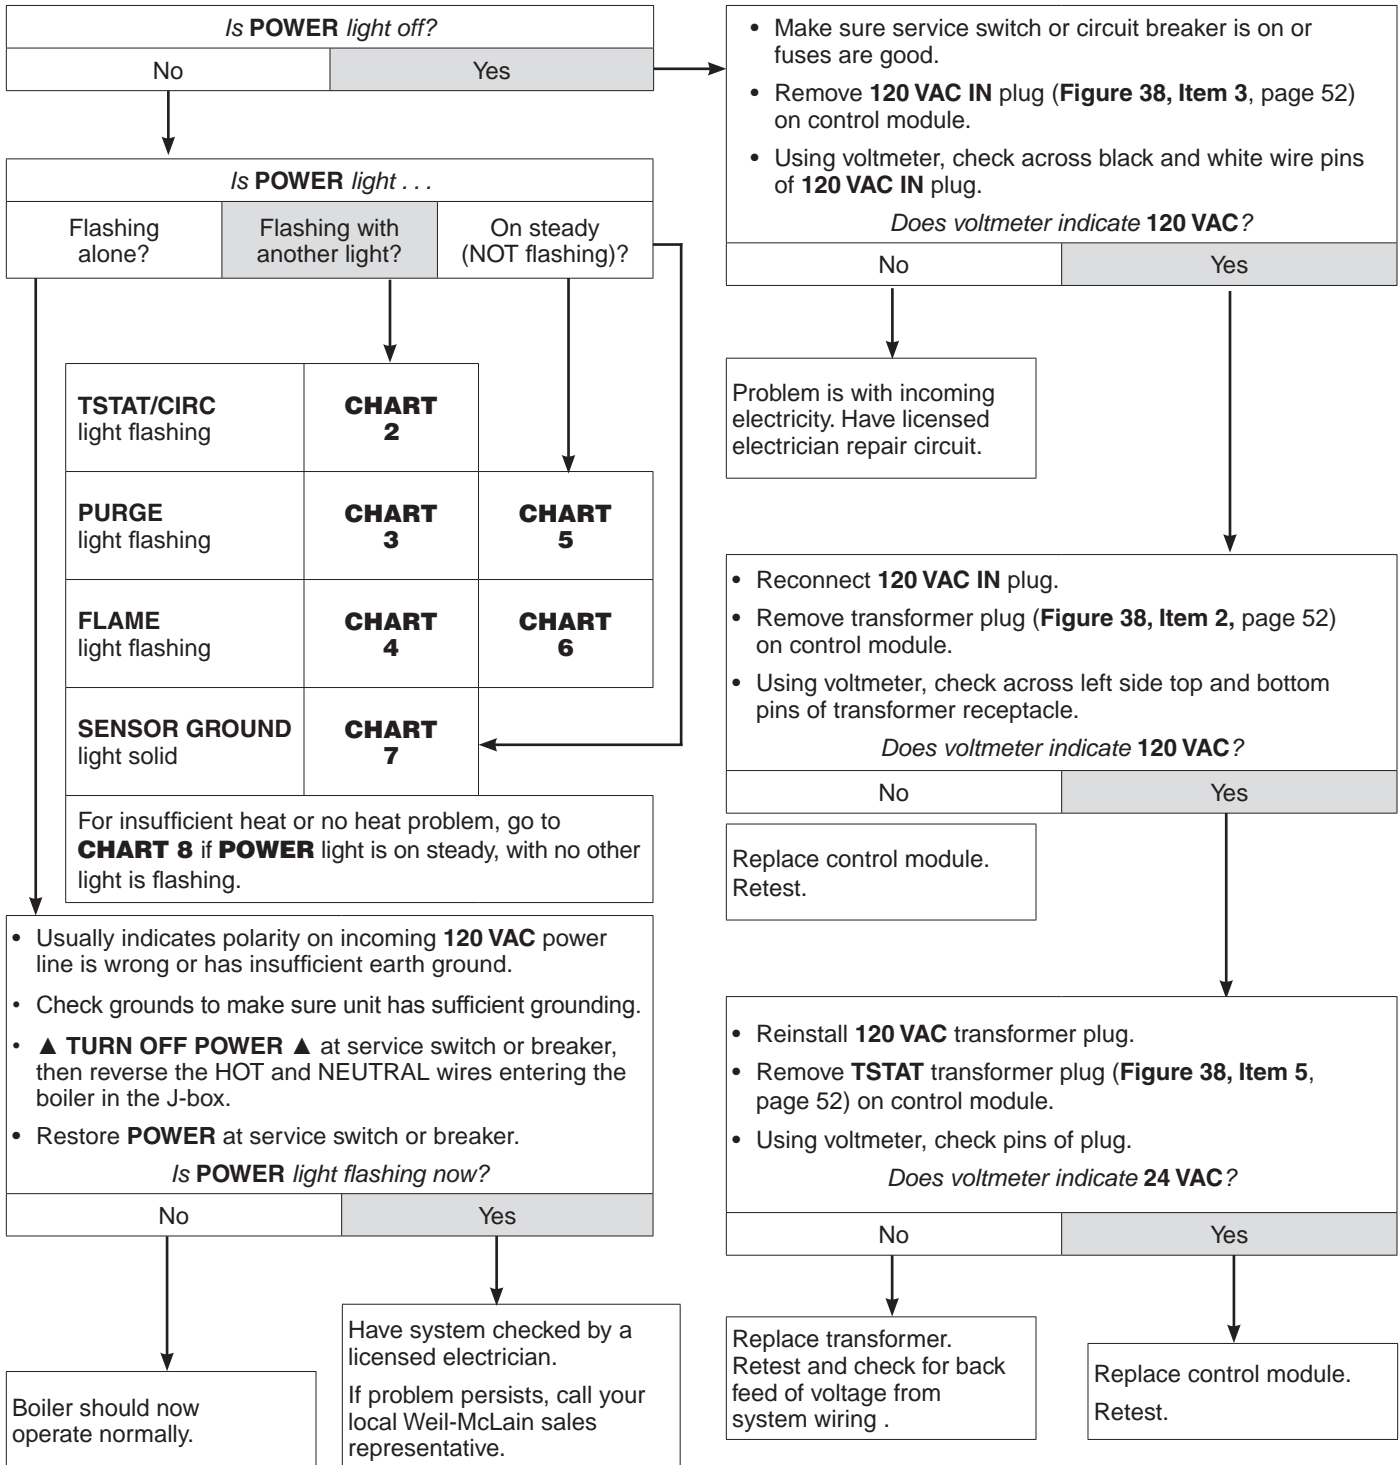 Is POWER light off?
No
Yes
Is POWER light . . .
Flashing
alone?
Flashing with
another light?
On steady
(NOT flashing)?
TSTAT/CIRC
light flashing
CHART
2
PURGE
light flashing
CHART
3
CHART
5
FLAME
light flashing
CHART
4
CHART
6
SENSOR GROUND
light solid
CHART
7
For insufficient heat or no heat problem, go to
CHART 8 if POWER light is on steady, with no other
light is flashing.
• Usually indicates polarity on incoming 120 VAC power
line is wrong or has insufficient earth ground.
• Check grounds to make sure unit has sufficient grounding.
• ▲ TURN OFF POWER ▲ at service switch or breaker,
then reverse the HOT and NEUTRAL wires entering the
boiler in the J-box.
• Restore POWER at service switch or breaker.
Is POWER light flashing now?
No
Yes
Boiler should now
operate normally.
Have system checked by a
licensed electrician.
If problem persists, call your
local Weil-McLain sales
representative.
• Make sure service switch or circuit breaker is on or
fuses are good.
• Remove 120 VAC IN plug (Figure 38, Item 3, page 52)
on control module.
• Using voltmeter, check across black and white wire pins
of 120 VAC IN plug.
Does voltmeter indicate 120 VAC?
No
Yes
Problem is with incoming
electricity. Have licensed
electrician repair circuit.
• Reconnect 120 VAC IN plug.
• Remove transformer plug (Figure 38, Item 2, page 52)
on control module.
• Using voltmeter, check across left side top and bottom
pins of transformer receptacle.
Does voltmeter indicate 120 VAC?
No
Yes
Replace control module.
Retest.
• Reinstall 120 VAC transformer plug.
• Remove TSTAT transformer plug (Figure 38, Item 5,
page 52) on control module.
• Using voltmeter, check pins of plug.
Does voltmeter indicate 24 VAC?
No
Yes
Replace transformer.
Retest and check for back
feed of voltage from
system wiring .
Replace control module.
Retest.